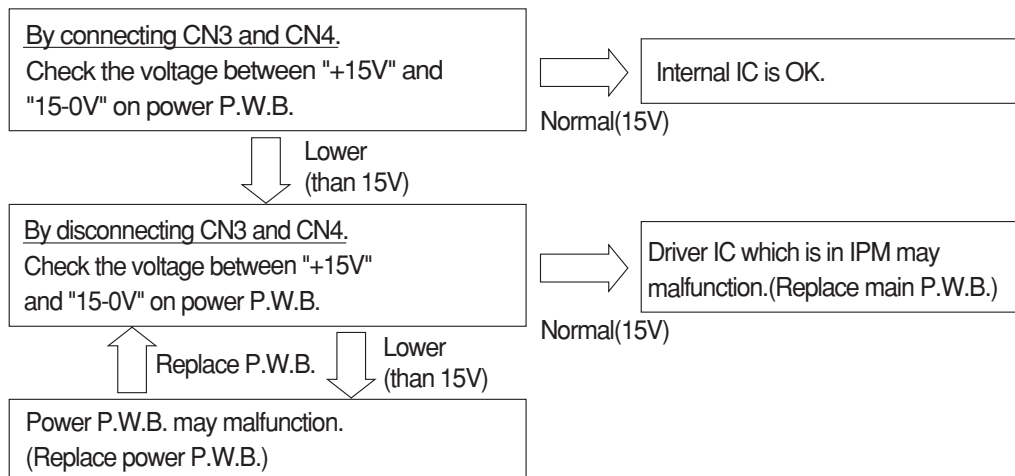 By connecting CN3 and CN4.
Check the voltage between "+15V" and
"15-0V" on power P.W.B.
Internal IC is OK.
Normal(15V)
Lower
(than 15V)
By disconnecting CN3 and CN4.
Check the voltage between "+15V"
and "15-0V" on power P.W.B.
Driver IC which is in IPM may
malfunction.(Replace main P.W.B.)
Normal(15V)
Replace P.W.B.
Lower
(than 15V)
Power P.W.B. may malfunction.
(Replace power P.W.B.)